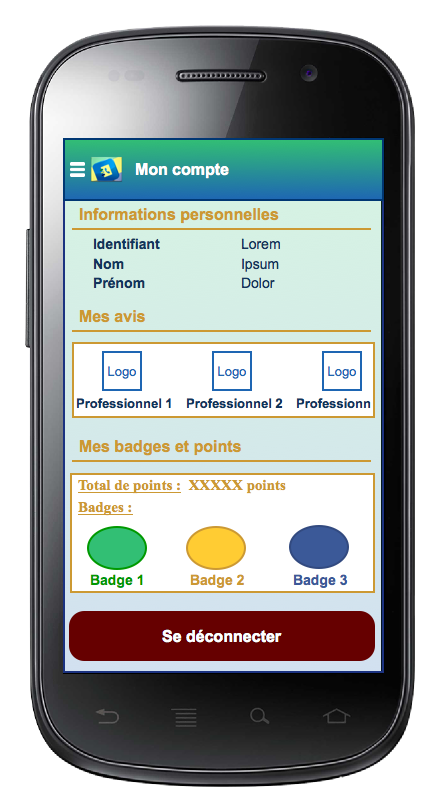 Mon compte
Informations personnelles
Identifiant Lorem
Nom Ipsum
Prénom Dolor
Mes avis
Logo Logo Logo
Professionnel 1 Professionnel 2 Professionn
Mes badges et points
Total de points : XXXXX points
Badges :
Badge 1 Badge 2 Badge 3
Se déconnecter